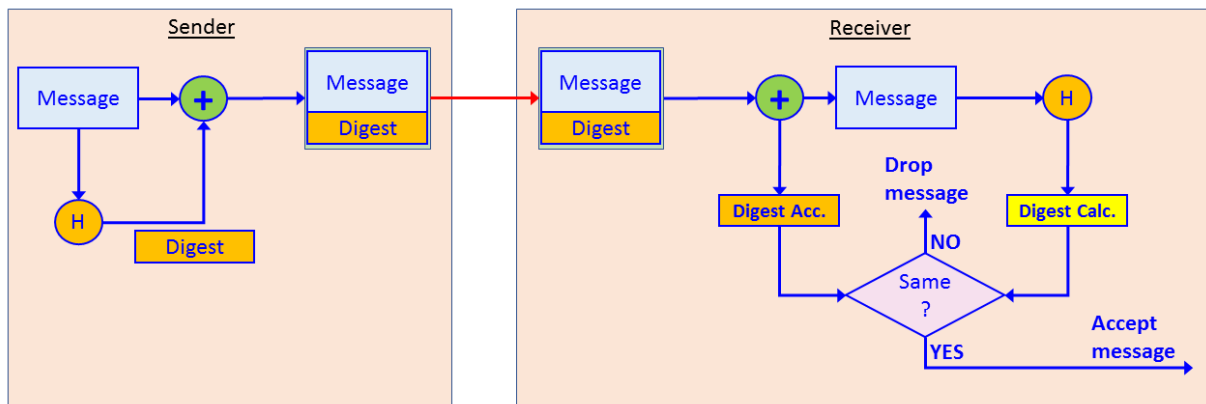 Sender
Message
+
Message
Digest
H
Digest
Receiver
Message
Digest
+
Message
H
Drop
message
Digest Acc.
Digest Calc.
NO
Same
?
YES
Accept
message